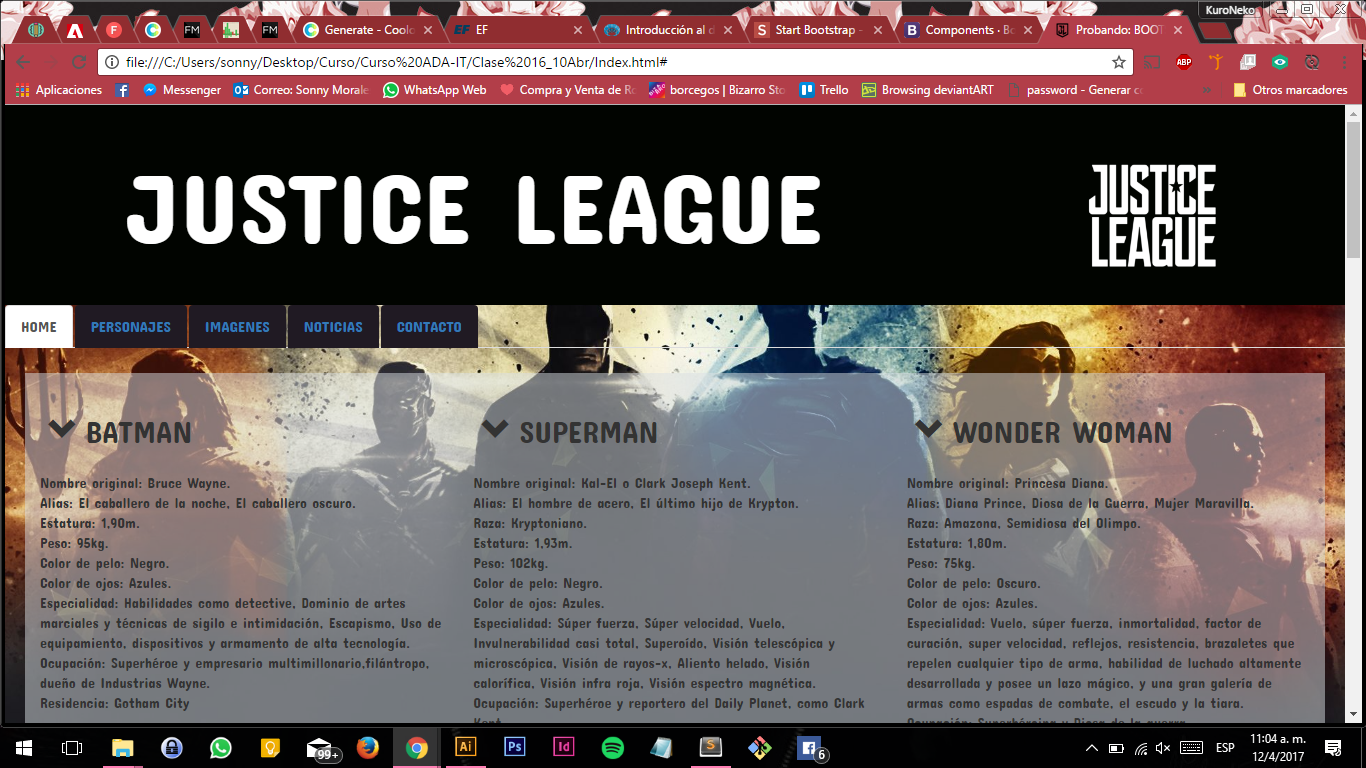 KuroNeko
FM
FM
Generate - Coolo
EF EF
Introducción al d
S Start Bootstrap -
B Components · Bo
Probando: BOOT
file:///C:/Users/sonny/Desktop/Curso/Curso%20ADA-IT/Clase%2016_10Abr/Index.html#
ABP
Aplicaciones
Messenger
Correo: Sonny Morale
WhatsApp Web
Compra y Venta de Ro
borcegos | Bizarro Sto
Trello
Browsing deviantART
password - Generar c
Otros marcadores
JUSTICE LEAGUE
JUSTICE
LEAGUE
HOME PERSONAJES IMAGENES NOTICIAS CONTACTO
BATMAN
Nombre original: Bruce Wayne.
Alias: El caballero de la noche, El caballero oscuro.
Estatura: 1,90m.
Peso: 95kg.
Color de pelo: Negro.
Color de ojos: Azules.
Especialidad: Habilidades como detective, Dominio de artes
marciales y técnicas de sigilo e intimidación, Escapismo, Uso de
equipamiento, dispositivos y armamento de alta tecnología.
Ocupación: Superhéroe y empresario multimillonario,filántropo,
dueño de Industrias Wayne.
Residencia: Gotham City
SUPERMAN
Nombre original: Kal-El o Clark Joseph Kent.
Alias: El hombre de acero, El último hijo de Krypton.
Raza: Kryptoniano.
Estatura: 1,93m.
Peso: 102kg.
Color de pelo: Negro.
Color de ojos: Azules.
Especialidad: Súper fuerza, Súper velocidad, Vuelo,
Invulnerabilidad casi total, Superoído, Visión telescópica y
microscópica, Visión de rayos-x, Aliento helado, Visión
calorífica, Visión infra roja, Visión espectro magnética.
Ocupación: Superhéroe y reportero del Daily Planet, como Clark
Kent.
WONDER WOMAN
Nombre original: Princesa Diana.
Alias: Diana Prince, Diosa de la Guerra, Mujer Maravilla.
Raza: Amazona, Semidiosa del Olimpo.
Estatura: 1,80m.
Peso: 75kg.
Color de pelo: Oscuro.
Color de ojos: Azules.
Especialidad: Vuelo, súper fuerza, inmortalidad, factor de
curación, super velocidad, reflejos, resistencia, brazaletes que
repelen cualquier tipo de arma, habilidad de luchado altamente
desarrollada y posee un lazo mágico, y una gran galería de
armas como espadas de combate, el escudo y la tiara.
Ocupación: Superhéroina y Diosa de la guerra
99+
Ai
Ps
Id
S
6
ESP
11:04 a. m.
12/4/2017